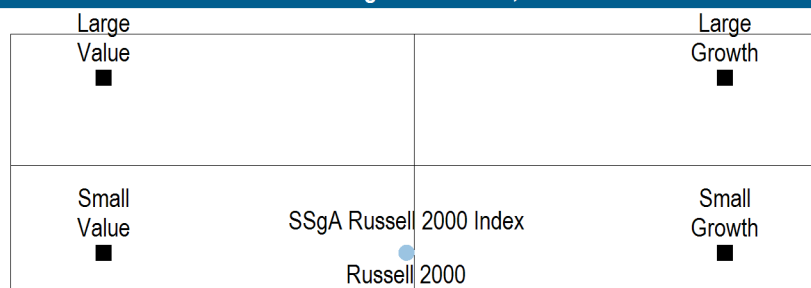 Large
Value
Large
Growth
Small
Value
SSgA Russell 2000 Index
Small
Growth
Russell 2000